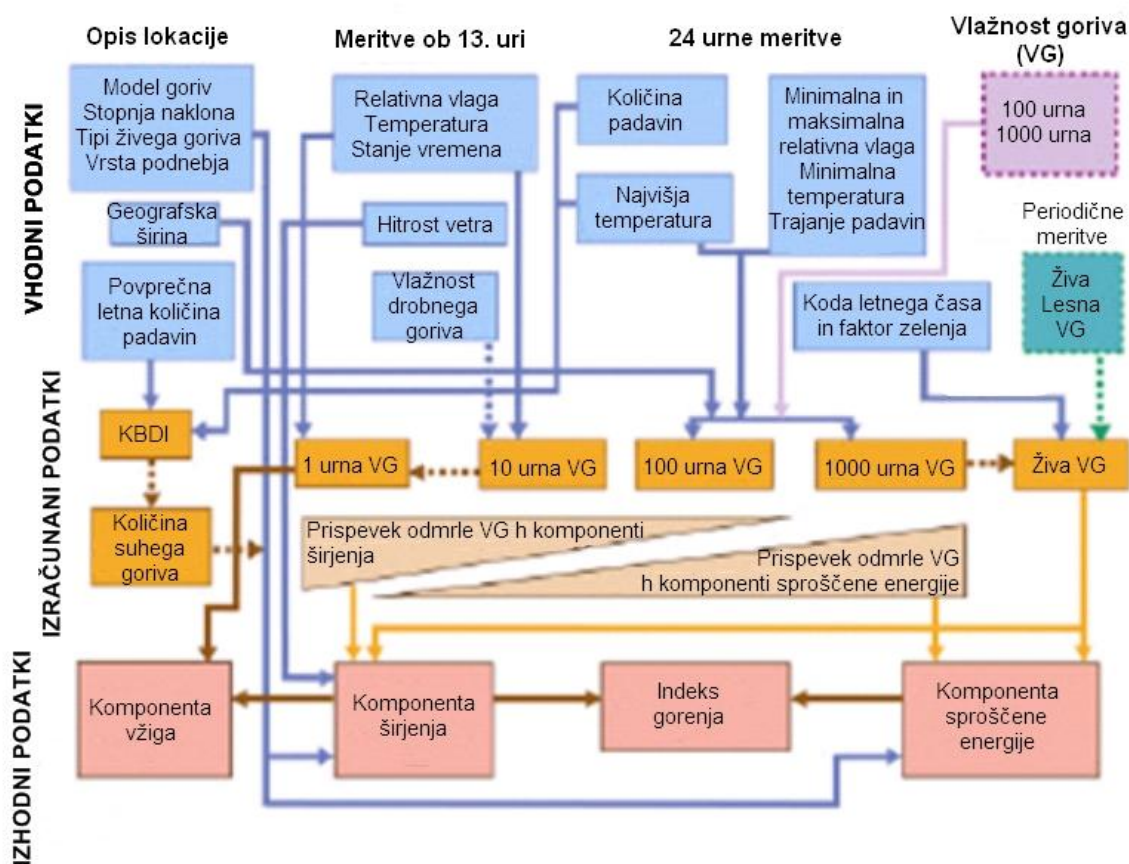 Opis lokacije
Meritve ob 13. uri
24 urne meritve
Vlažnost goriva
(VG)
VHODNI PODATKI
Model goriv
Stopnja naklona
Tipi živega goriva
Vrsta podnebja
Relativna vlaga
Temperatura
Stanje vremena
Količina
padavin
Minimalna in
maksimalna
relativna vlaga
Minimalna
temperatura
Trajanje padavin
100 urna
1000 urna
Geografska
širina
Hitrost vetra
Najvišja
temperatura
Periodične
meritve
Povprečna
letna količina
padavin
Vlažnost
drobnega
goriva
Koda letnega časa
in faktor zelenja
Živa
Lesna
VG
IZRAČUNANI PODATKI
KBDI
1 urna VG
10 urna VG
100 urna VG
1000 urna VG
Živa VG
Količina
suhega
goriva
Prispevek odmrle VG h komponenti
širjenja
Prispevek odmrle VG
h komponenti sproščene energije
IZHODNI PODATKI
Komponenta
vžiga
Komponenta
širjenja
Indeks
gorenja
Komponenta
sproščene
energije